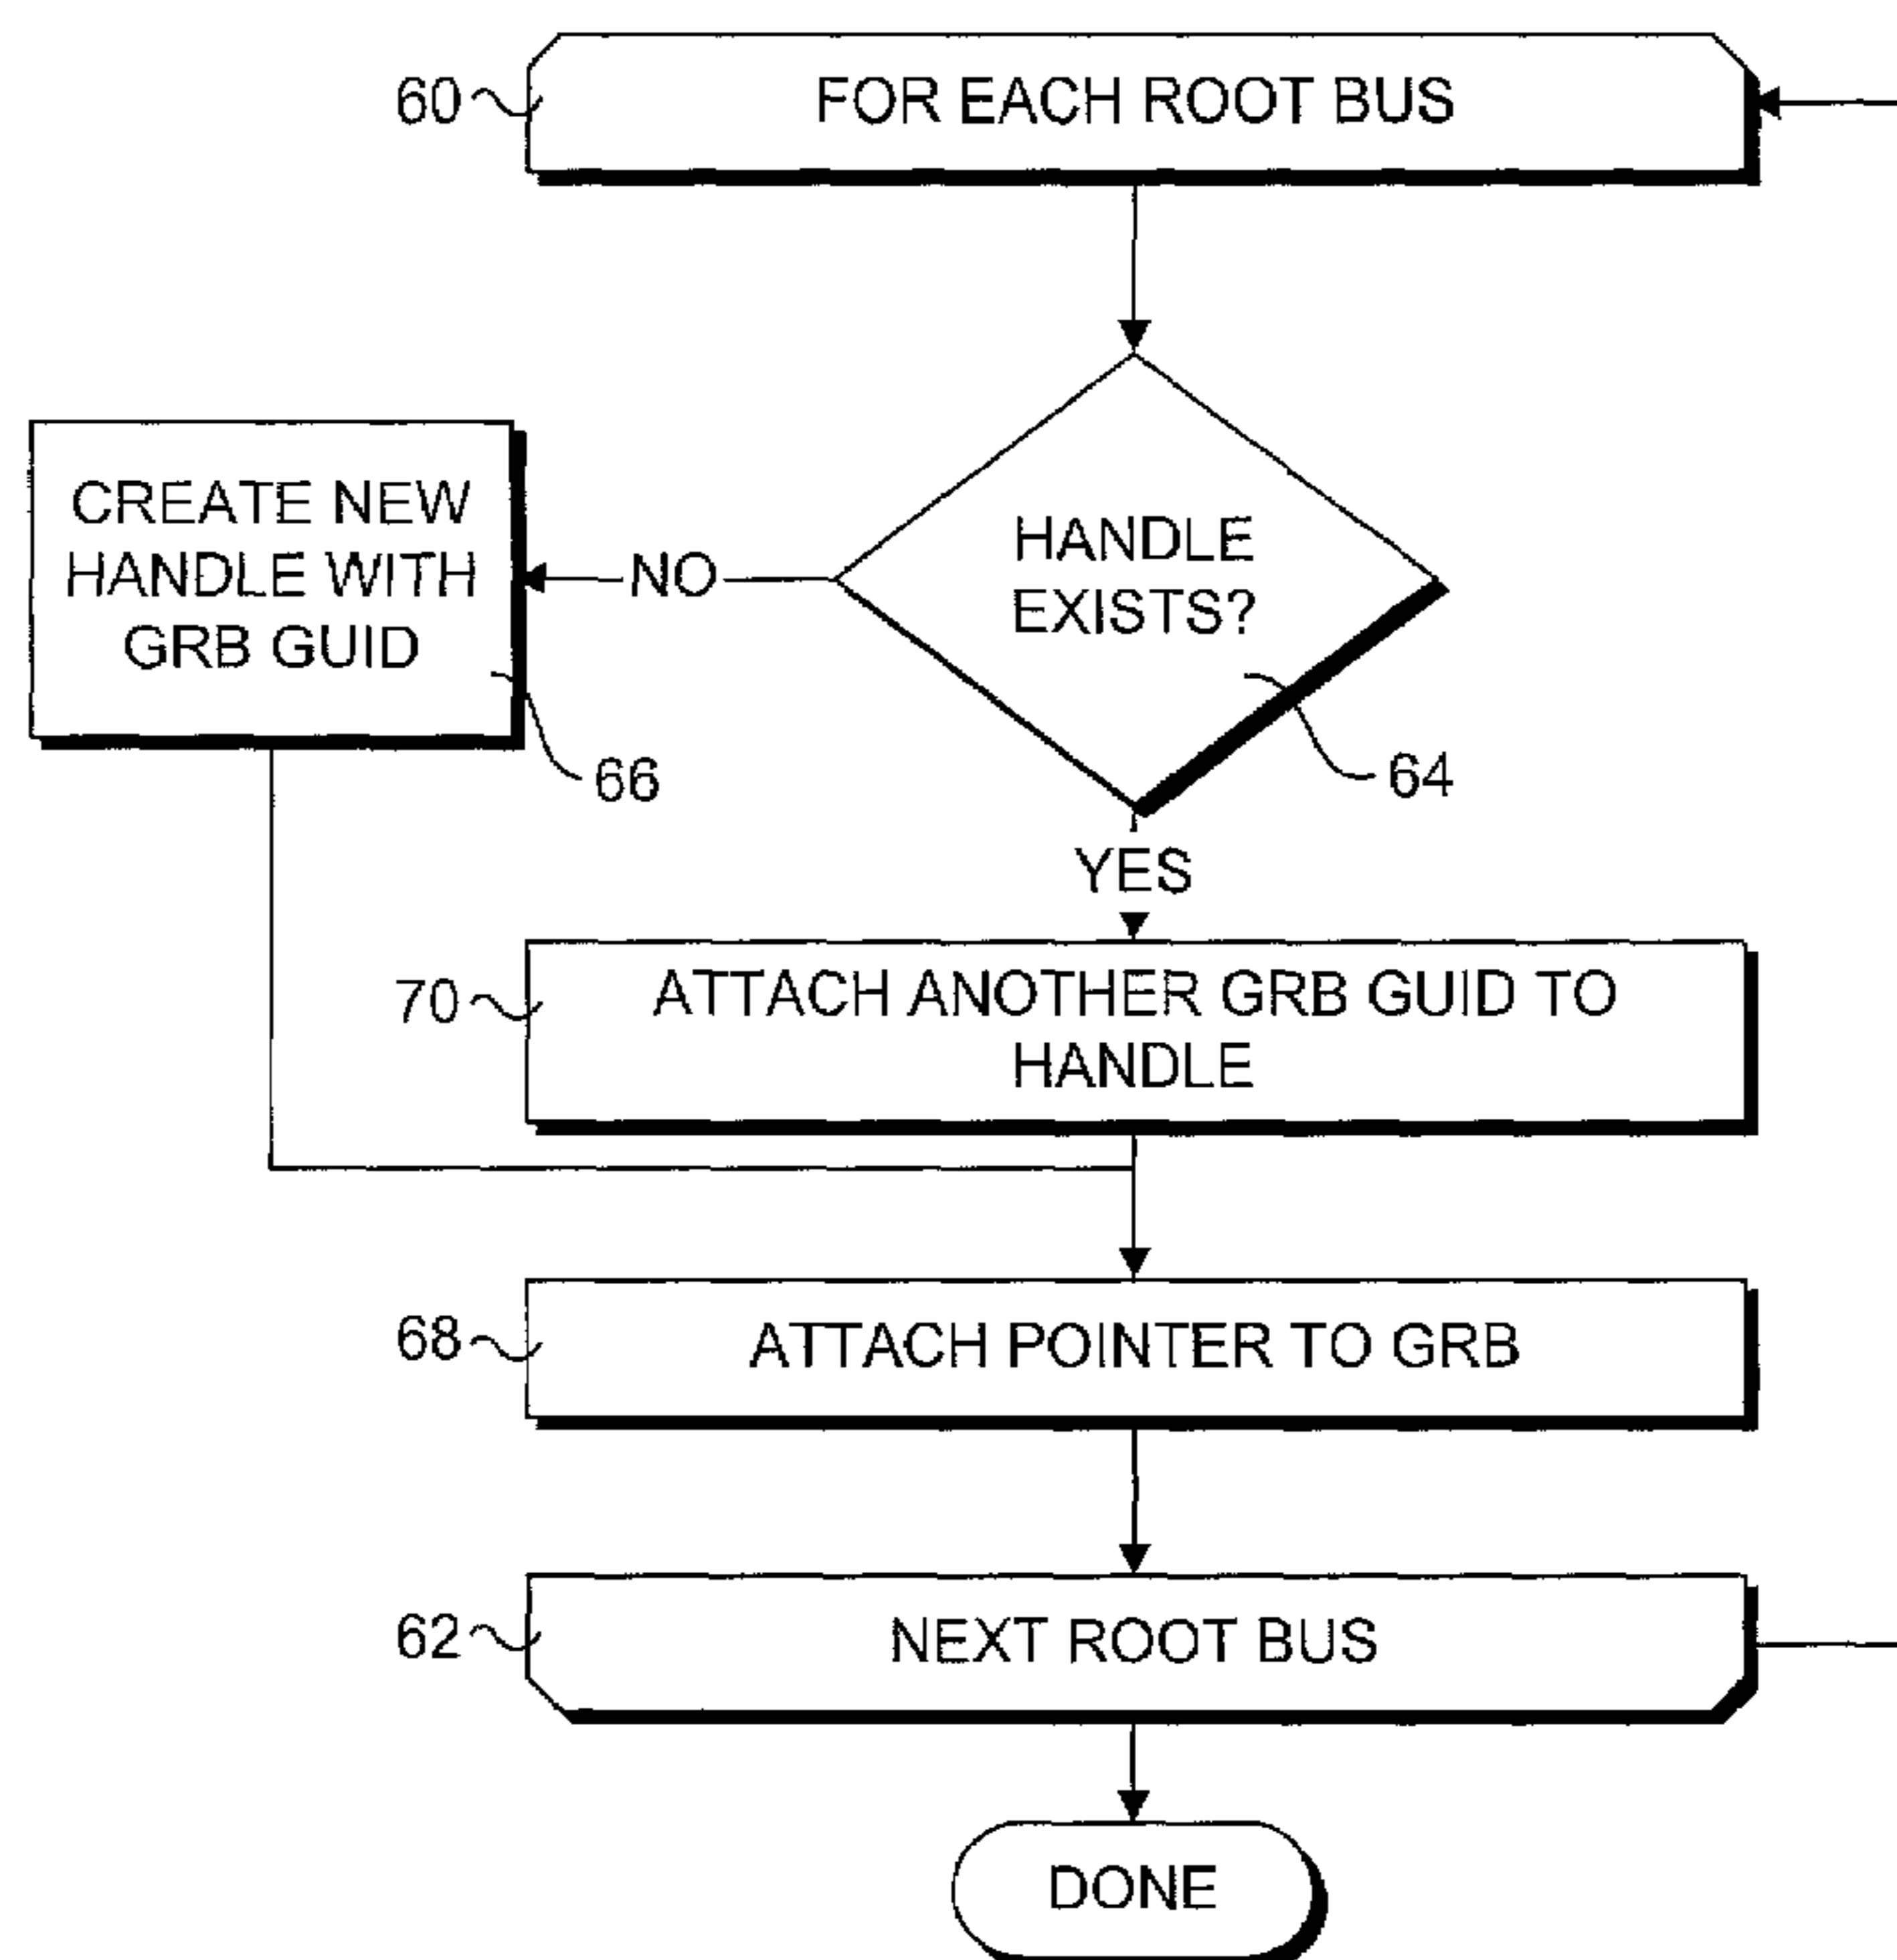 60
FOR EACH ROOT BUS
HANDLE
EXISTS?
64
NO
CREATE NEW
HANDLE WITH
GRB GUID
66
YES
70
ATTACH ANOTHER GRB GUID TO
HANDLE
68
ATTACH POINTER TO GRB
62
NEXT ROOT BUS
DONE